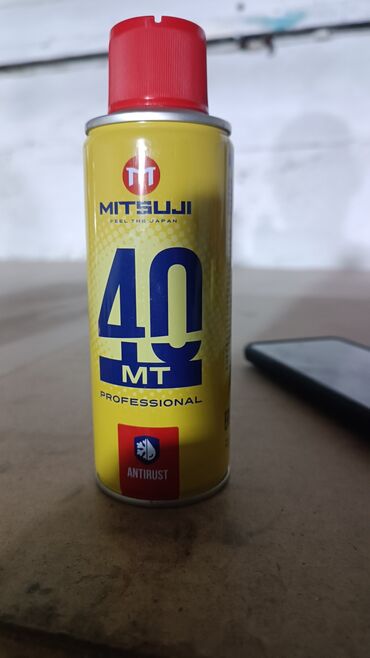 MITSUJI
FEEL THE JAPAN
40
MT
PROFESSIONAL
ANTIRUST